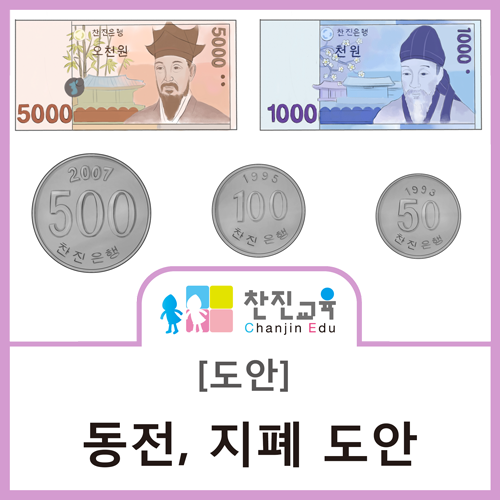 찬진은행
오천원
5000
5000
찬진은행
천원
1000
1000
2007
500
찬진은행
1995
100
찬진은행
1993
50
찬진은행
찬진교육
Chanjin Edu
[도안]
동전, 지폐 도안